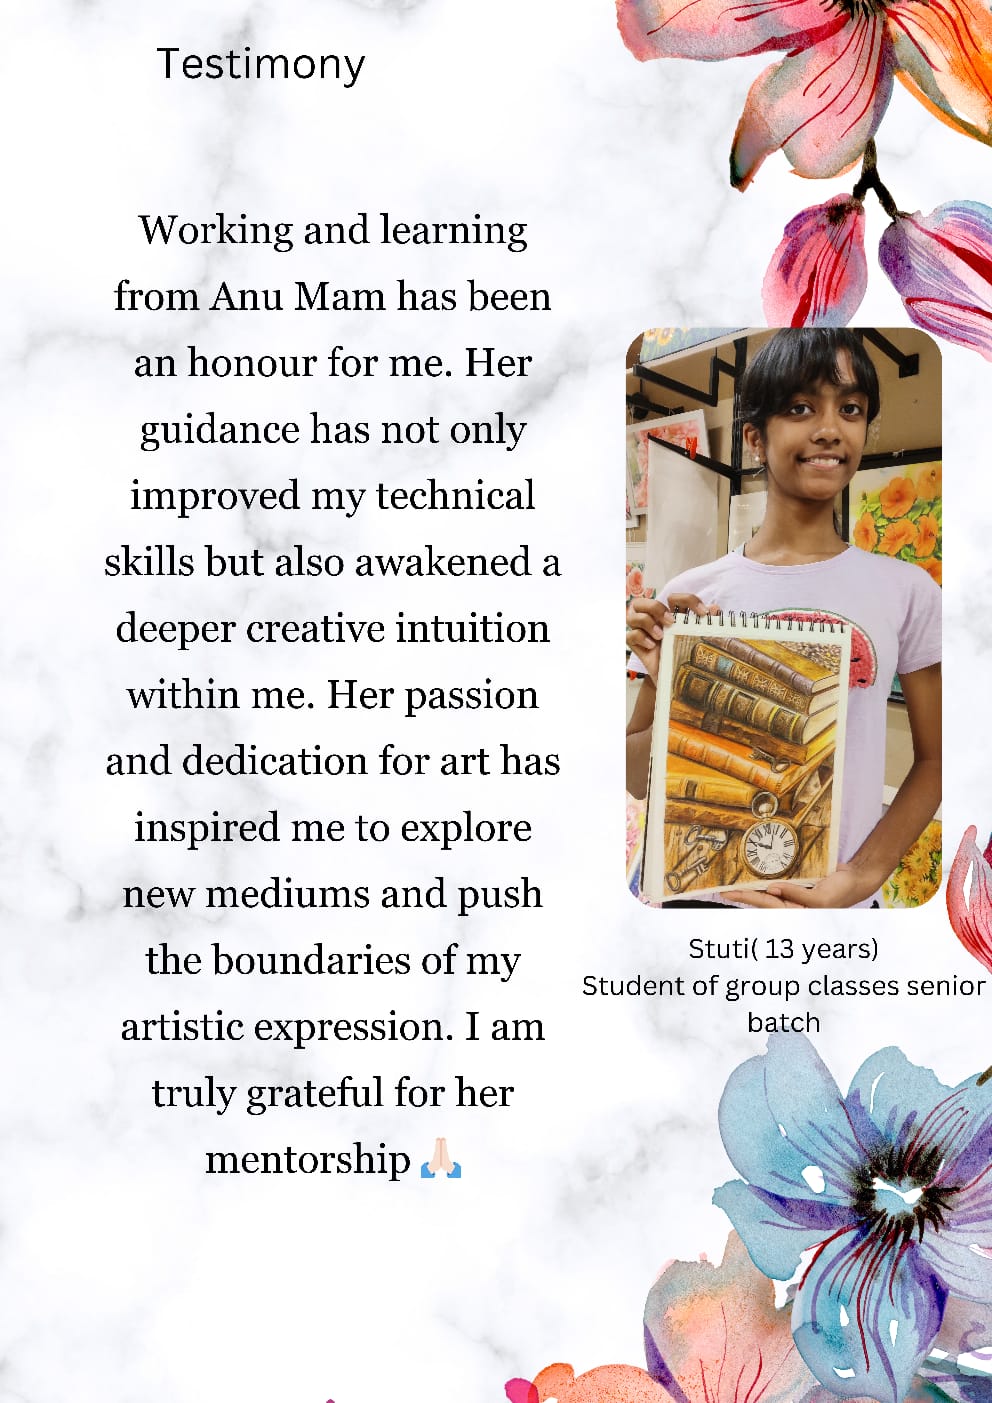 Testimony
Working and learning
from Anu Mam has been
an honour for me. Her
guidance has not only
improved my technical
skills but also awakened a
deeper creative intuition
within me. Her passion
and dedication for art has
inspired me to explore
new mediums and push
the boundaries of my
artistic expression. I am
truly grateful for her
mentorship 🙏🏻
Stuti( 13 years)
Student of group classes senior
batch